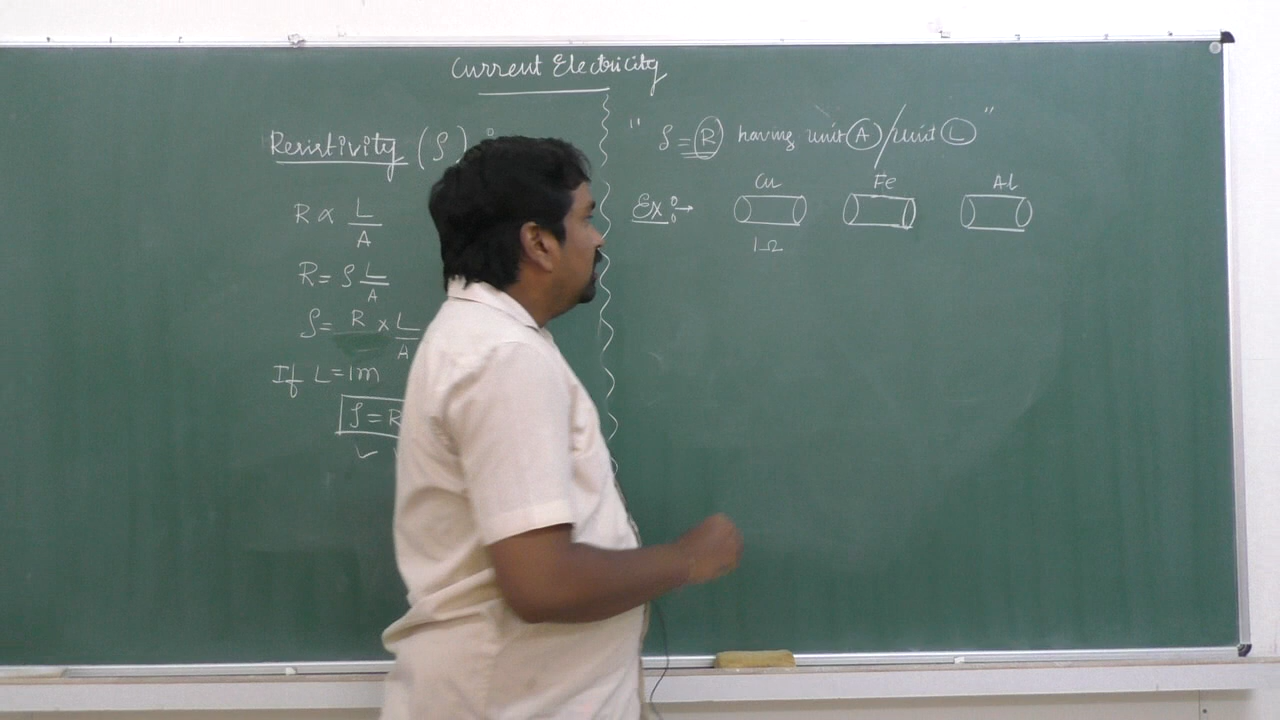 Current Electricity
Resistivity (ρ) :
R ∝ L/A
R = ρ L/A
ρ = R × L/A
If L = 1m
ρ = R
" ρ = R having unit A / unit L "
Ex :→
Cu Fe Al
1Ω